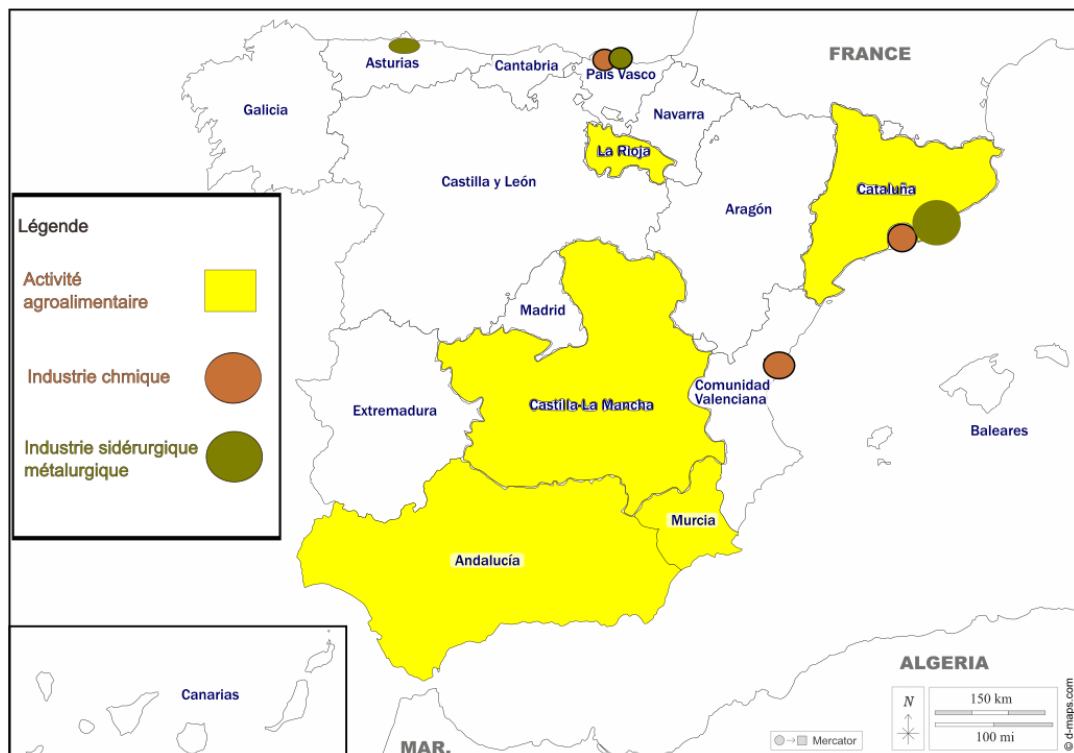 FRANCE
Asturias
Cantabria
País Vasco
Galicia
Navarra
La Rioja
Castilla y León
Cataluña
Aragón
Légende
Activité
agroalimentaire
Madrid
Industrie chmique
Comunidad
Valenciana
Extremadura
Castilla-La Mancha
Baleares
Industrie sidérurgique
métalurgique
Murcia
Andalucía
Canarias
ALGERIA
MAR.
N
150 km
100 mi
Mercator
© d-maps.com